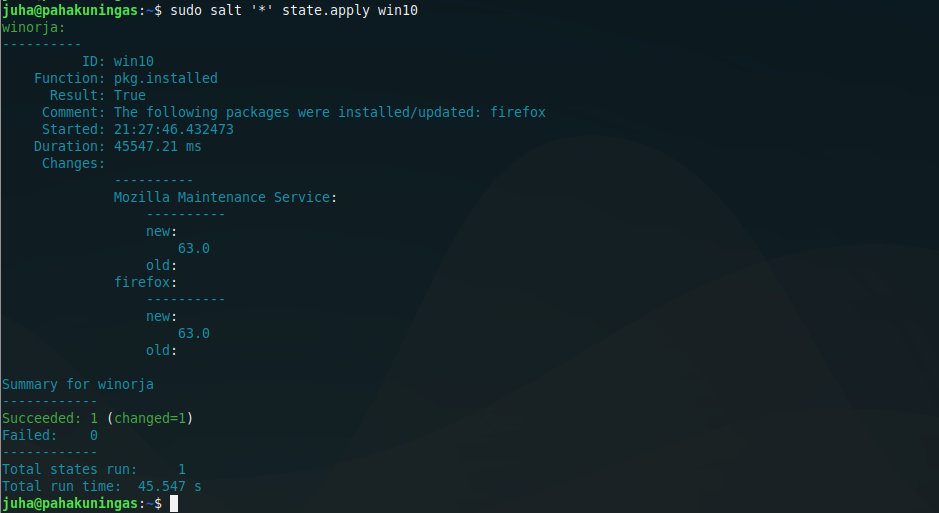 juha@pahakuningas:~$ sudo salt '*' state.apply win10
winorja:
----------
          ID: win10
    Function: pkg.installed
      Result: True
     Comment: The following packages were installed/updated: firefox
     Started: 21:27:46.432473
    Duration: 45547.21 ms
     Changes:
              ----------
              Mozilla Maintenance Service:
                  ----------
                  new:
                      63.0
                  old:
              firefox:
                  ----------
                  new:
                      63.0
                  old:

Summary for winorja
------------
Succeeded: 1 (changed=1)
Failed:    0
------------
Total states run:     1
Total run time:  45.547 s
juha@pahakuningas:~$